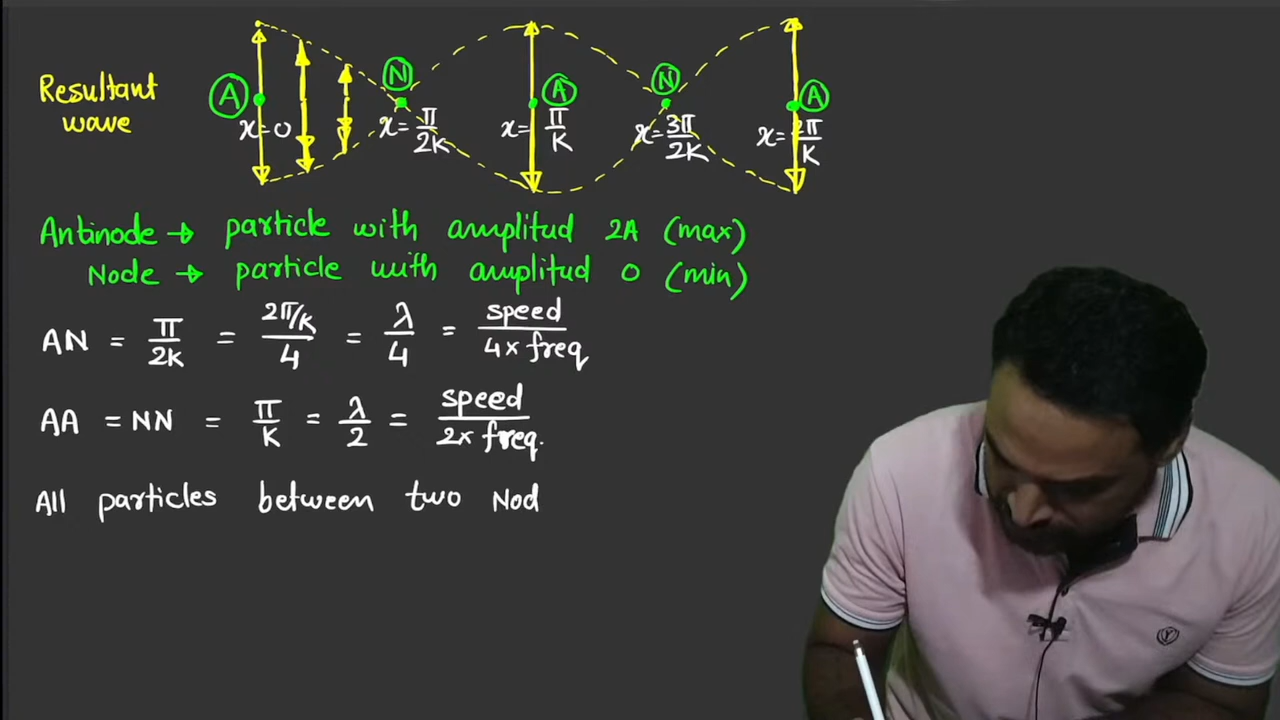 Resultant wave
A N A N A
x=0 x=π/2K x=π/K x=3π/2K x=2π/K
Antinode → particle with amplitud 2A (max)
Node → particle with amplitud 0 (min)
AN = π/2K = 2π/K/4 = λ/4 = speed/4× freq
AA = NN = π/K = λ/2 = speed/2× freq.
All particles between two Nod